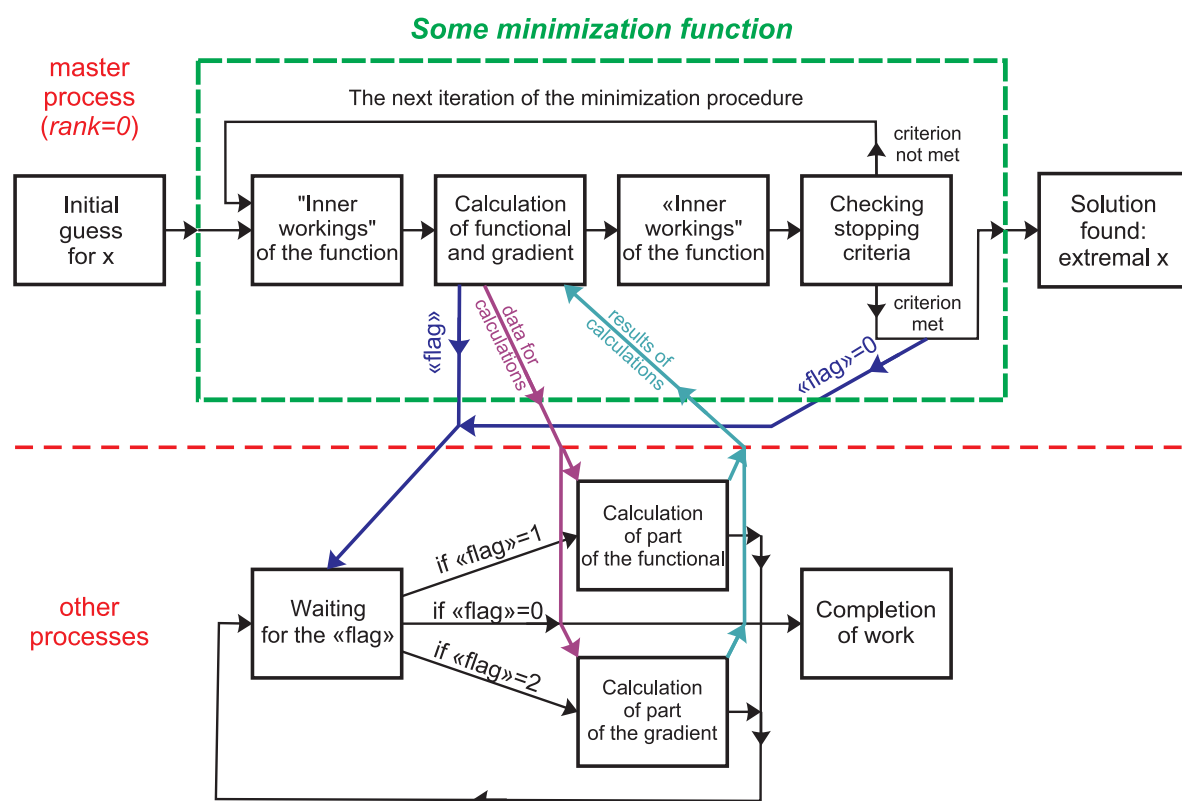 Some minimization function
master
process
(rank=0)
The next iteration of the minimization procedure
criterion
not met
Initial
guess
for x
"Inner
workings"
of the function
Calculation
of functional
and gradient
«Inner
workings"
of the function
Checking
stopping
criteria
Solution
found:
extremal x
criterion
met
«flag»
data for
calculations
results of
calculations
«flag»=0
other
processes
Waiting
for the «flag»
if «flag»=1
if «flag»=0
if «flag»=2
Calculation
of part
of the functional
Calculation
of part
of the gradient
Completion
of work